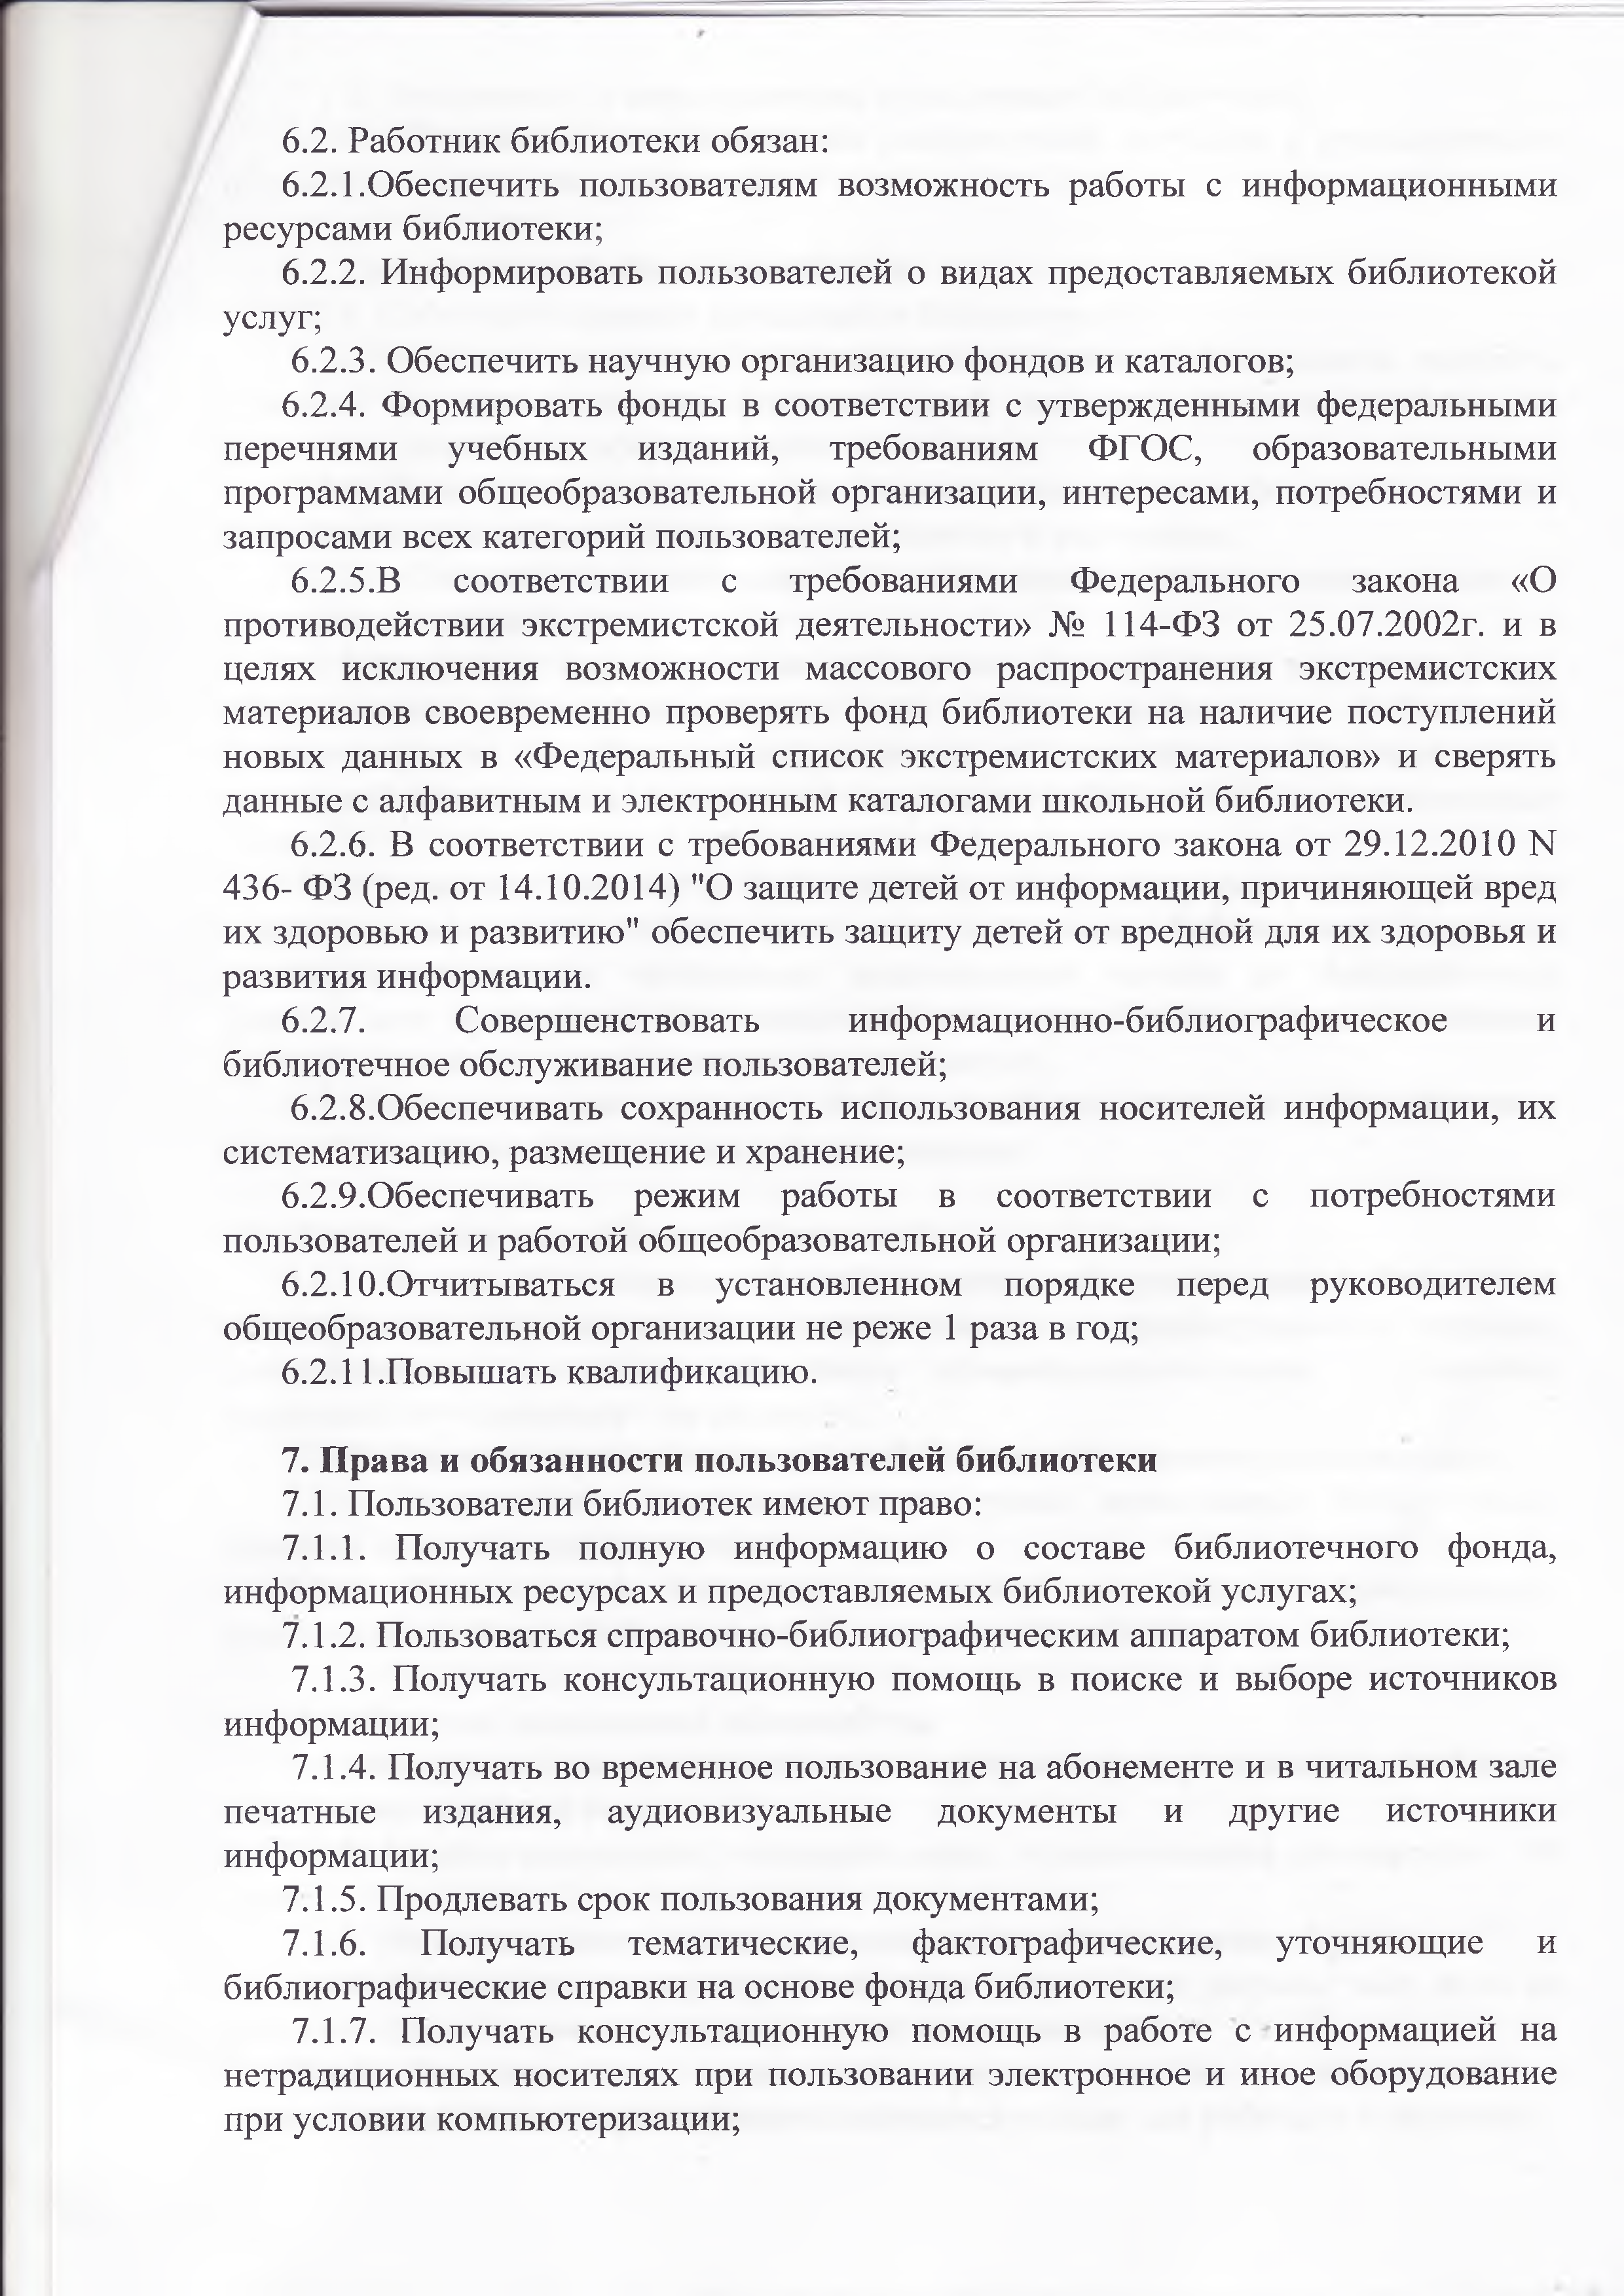 6.2. Работник библиотеки обязан:
6.2.1.Обеспечить пользователям возможность работы с информационными
ресурсами библиотеки;
6.2.2. Информировать пользователей о видах предоставляемых библиотекой
услуг;
6.2.3. Обеспечить научную организацию фондов и каталогов;
6.2.4. Формировать фонды в соответствии с утвержденными федеральными
перечнями учебных изданий, требованиям ФГОС, образовательными
программами общеобразовательной организации, интересами, потребностями и
запросами всех категорий пользователей;
6.2.5.В соответствии с требованиями Федерального закона «О
противодействии экстремистской деятельности» № 114-ФЗ от 25.07.2002г. и в
целях исключения возможности массового распространения экстремистских
материалов своевременно проверять фонд библиотеки на наличие поступлений
новых данных в «Федеральный список экстремистских материалов» и сверять
данные с алфавитным и электронным каталогами школьной библиотеки.
6.2.6. В соответствии с требованиями Федерального закона от 29.12.2010 N
436- ФЗ (ред. от 14.10.2014) "О защите детей от информации, причиняющей вред
их здоровью и развитию" обеспечить защиту детей от вредной для их здоровья и
развития информации.
6.2.7. Совершенствовать информационно-библиографическое и
библиотечное обслуживание пользователей;
6.2.8.Обеспечивать сохранность использования носителей информации, их
систематизацию, размещение и хранение;
6.2.9.Обеспечивать режим работы в соответствии с потребностями
пользователей и работой общеобразовательной организации;
6.2.10.Отчитываться в установленном порядке перед руководителем
общеобразовательной организации не реже 1 раза в год;
6.2.11.Повышать квалификацию.
7. Права и обязанности пользователей библиотеки
7.1. Пользователи библиотек имеют право:
7.1.1. Получать полную информацию о составе библиотечного фонда,
информационных ресурсах и предоставляемых библиотекой услугах;
7.1.2. Пользоваться справочно-библиографическим аппаратом библиотеки;
7.1.3. Получать консультационную помощь в поиске и выборе источников
информации;
7.1.4. Получать во временное пользование на абонементе и в читальном зале
печатные издания, аудиовизуальные документы и другие источники
информации;
7.1.5. Продлевать срок пользования документами;
7.1.6. Получать тематические, фактографические, уточняющие и
библиографические справки на основе фонда библиотеки;
7.1.7. Получать консультационную помощь в работе с информацией на
нетрадиционных носителях при пользовании электронное и иное оборудование
при условии компьютеризации;